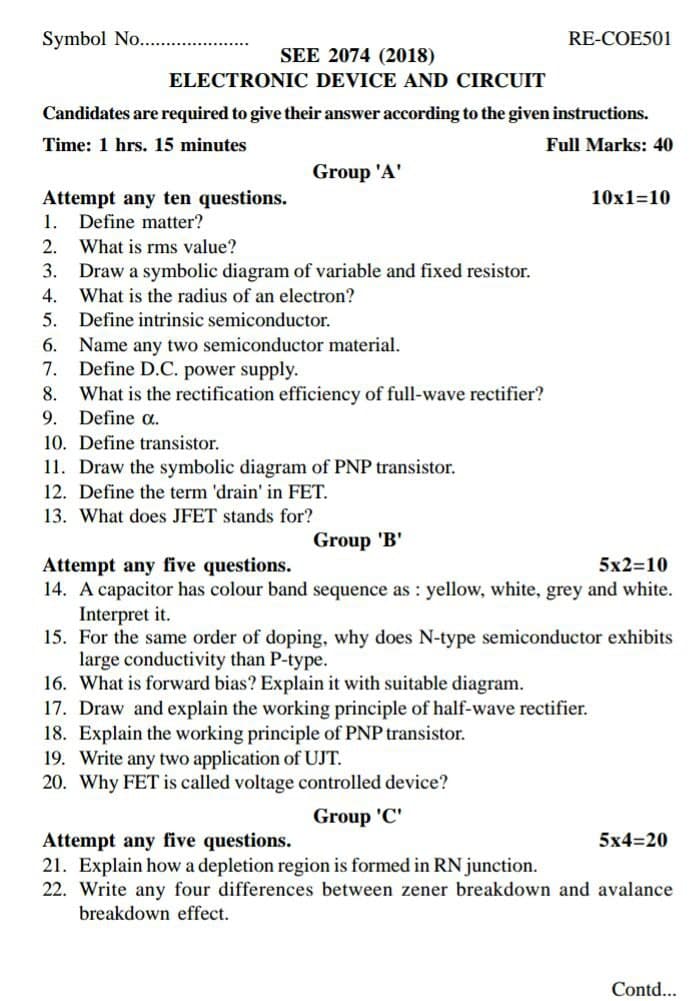 Symbol No.....................
RE-COE501
SEE 2074 (2018)
ELECTRONIC DEVICE AND CIRCUIT
Candidates are required to give their answer according to the given instructions.
Time: 1 hrs. 15 minutes Full Marks: 40
Group 'A'
Attempt any ten questions. 10x1=10
1. Define matter?
2. What is rms value?
3. Draw a symbolic diagram of variable and fixed resistor.
4. What is the radius of an electron?
5. Define intrinsic semiconductor.
6. Name any two semiconductor material.
7. Define D.C. power supply.
8. What is the rectification efficiency of full-wave rectifier?
9. Define α.
10. Define transistor.
11. Draw the symbolic diagram of PNP transistor.
12. Define the term 'drain' in FET.
13. What does JFET stands for?
Group 'B'
Attempt any five questions. 5x2=10
14. A capacitor has colour band sequence as : yellow, white, grey and white.
Interpret it.
15. For the same order of doping, why does N-type semiconductor exhibits
large conductivity than P-type.
16. What is forward bias? Explain it with suitable diagram.
17. Draw and explain the working principle of half-wave rectifier.
18. Explain the working principle of PNP transistor.
19. Write any two application of UJT.
20. Why FET is called voltage controlled device?
Group 'C'
Attempt any five questions. 5x4=20
21. Explain how a depletion region is formed in RN junction.
22. Write any four differences between zener breakdown and avalance
breakdown effect.
Contd...